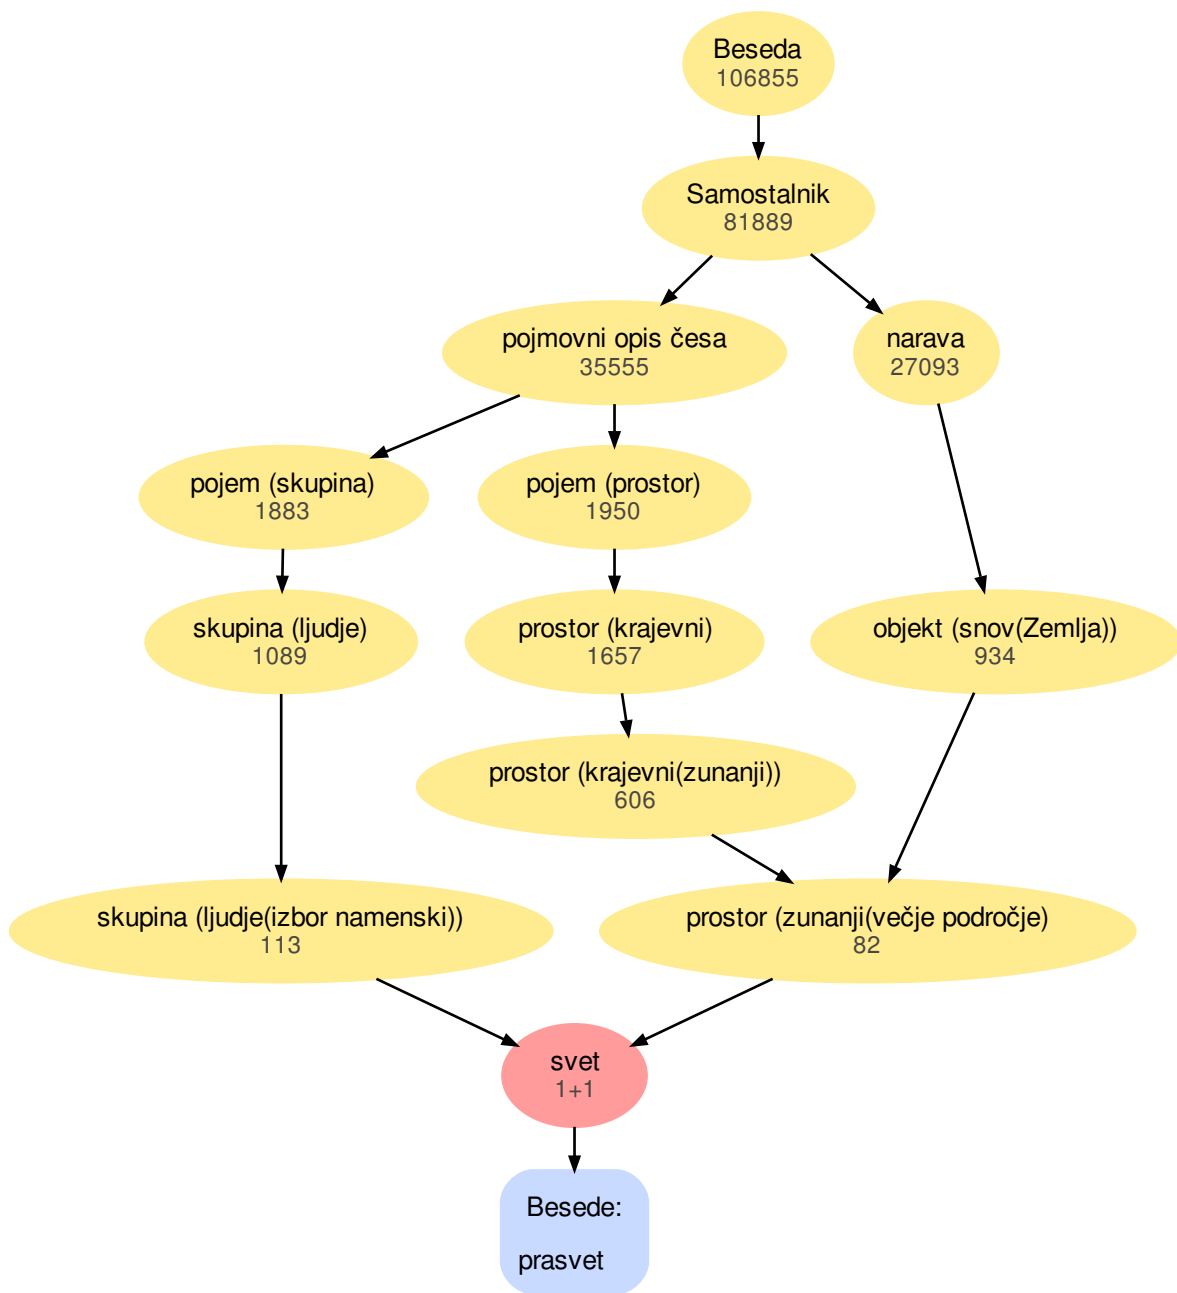 Beseda
106855
Samostalnik
81889
pojmovni opis česa
35555
narava
27093
pojem (skupina)
1883
pojem (prostor)
1950
skupina (ljudje)
1089
prostor (krajevni)
1657
objekt (snov(Zemlja))
934
prostor (krajevni(zunanji))
606
skupina (ljudje(izbor namenski))
113
prostor (zunanji(večje področje)
82
svet
1+1
Besede:
prasvet